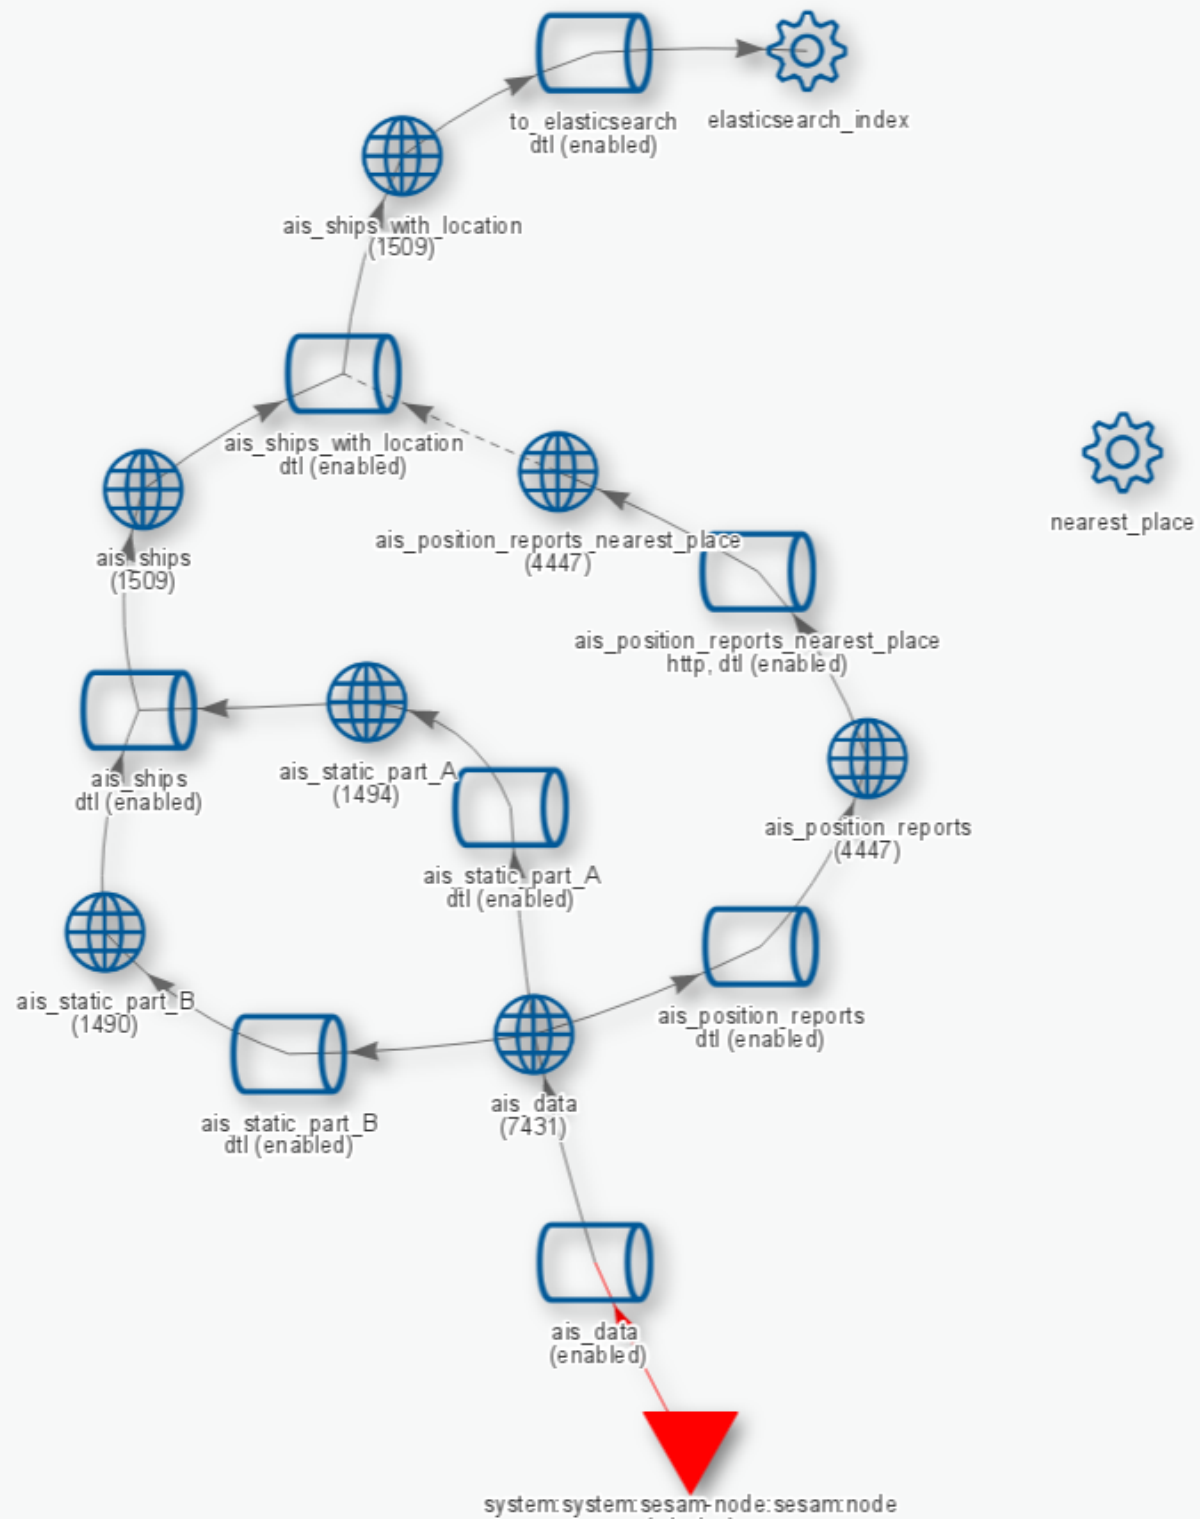 to_elasticsearch
dtl (enabled)
elasticsearch_index
ais_ships_with_location
(1509)
ais_ships_with_location
dtl (enabled)
nearest_place
ais_position_reports_nearest_place
(4447)
ais_ships
(1509)
ais_position_reports_nearest_place
http, dtl (enabled)
ais_static_part_A
(1494)
ais_ships
dtl (enabled)
ais_position_reports
(4447)
ais_static_part_A
dtl (enabled)
ais_static_part_B
(1490)
ais_position_reports
dtl (enabled)
ais_data
(7431)
ais_static_part_B
dtl (enabled)
ais_data
(enabled)
system:system:sesam-node:sesam:node